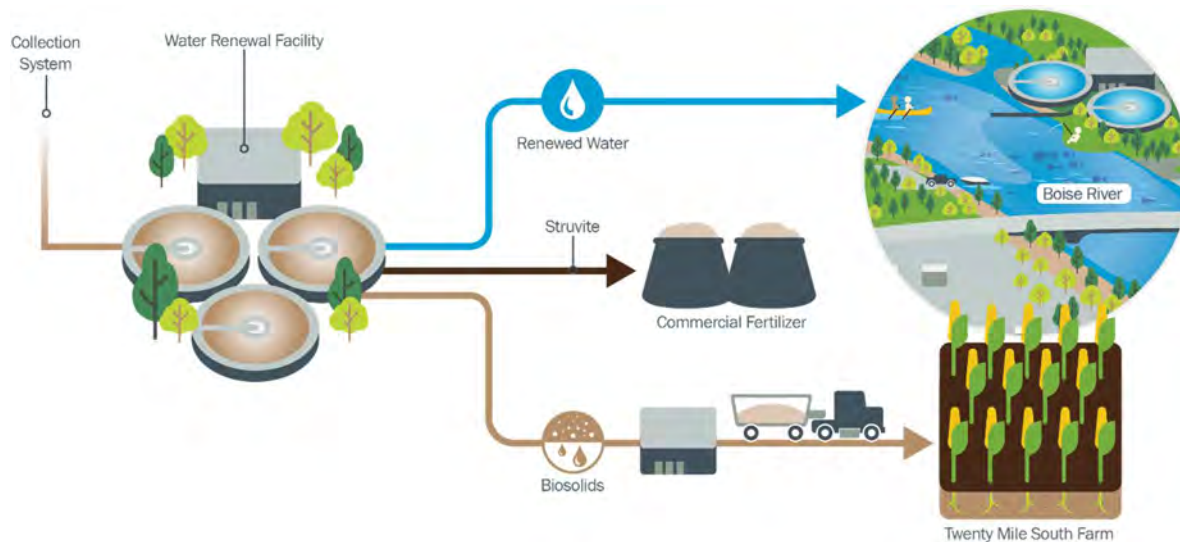 Collection
System
Water Renewal Facility
Renewed Water
Boise River
Struvite
Commercial Fertilizer
Biosolids
Twenty Mile South Farm